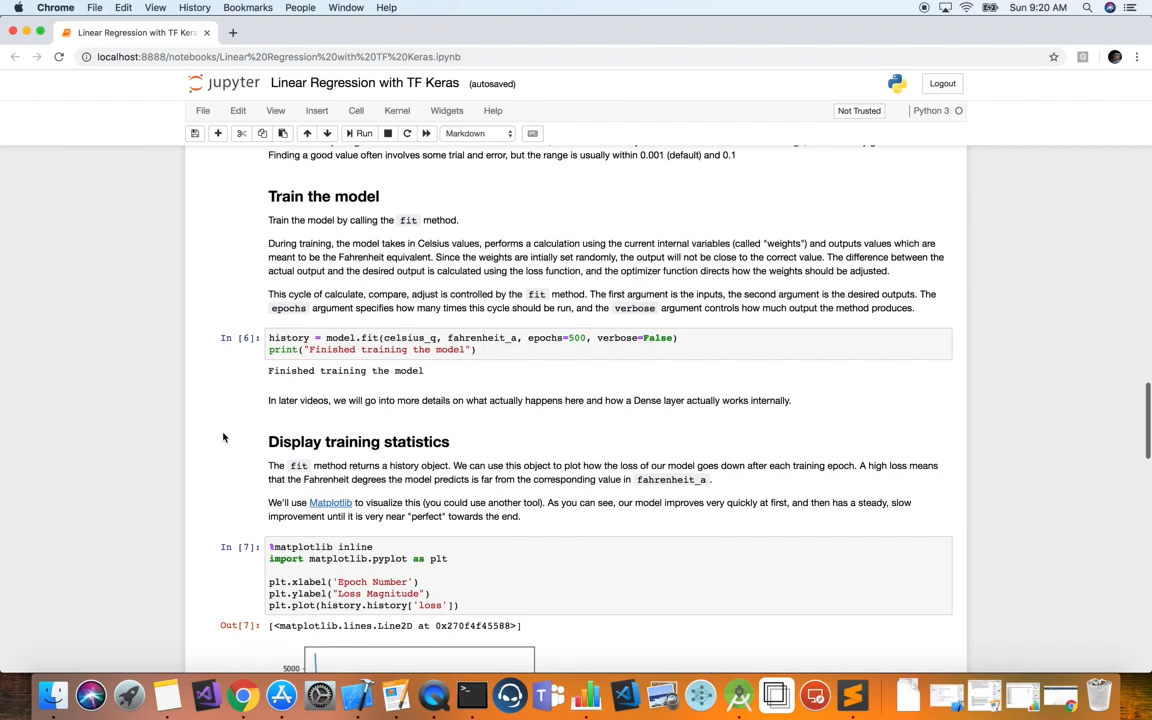 Chrome File Edit View History Bookmarks People Window Help Sun 9:20 AM
Linear Regression with TF Kera
localhost:8888/notebooks/Linear%20Regression%20with%20TF%20Keras.ipynb
jupyter Linear Regression with TF Keras (autosaved) Logout
File Edit View Insert Cell Kernel Widgets Help Not Trusted Python 3
Run Markdown
Finding a good value often involves some trial and error, but the range is usually within 0.001 (default) and 0.1
Train the model
Train the model by calling the fit method.
During training, the model takes in Celsius values, performs a calculation using the current internal variables (called "weights") and outputs values which are
meant to be the Fahrenheit equivalent. Since the weights are intially set randomly, the output will not be close to the correct value. The difference between the
actual output and the desired output is calculated using the loss function, and the optimizer function directs how the weights should be adjusted.
This cycle of calculate, compare, adjust is controlled by the fit method. The first argument is the inputs, the second argument is the desired outputs. The
epochs argument specifies how many times this cycle should be run, and the verbose argument controls how much output the method produces.
In [6]: history = model.fit(celsius_q, fahrenheit_a, epochs=500, verbose=False)
print("Finished training the model")
Finished training the model
In later videos, we will go into more details on what actually happens here and how a Dense layer actually works internally.
Display training statistics
The fit method returns a history object. We can use this object to plot how the loss of our model goes down after each training epoch. A high loss means
that the Fahrenheit degrees the model predicts is far from the corresponding value in fahrenheit_a .
We'll use Matplotlib to visualize this (you could use another tool). As you can see, our model improves very quickly at first, and then has a steady, slow
improvement until it is very near "perfect" towards the end.
In [7]: %matplotlib inline
import matplotlib.pyplot as plt
plt.xlabel('Epoch Number')
plt.ylabel("Loss Magnitude")
plt.plot(history.history['loss'])
Out[7]: [<matplotlib.lines.Line2D at 0x270f4f45588>]
5000